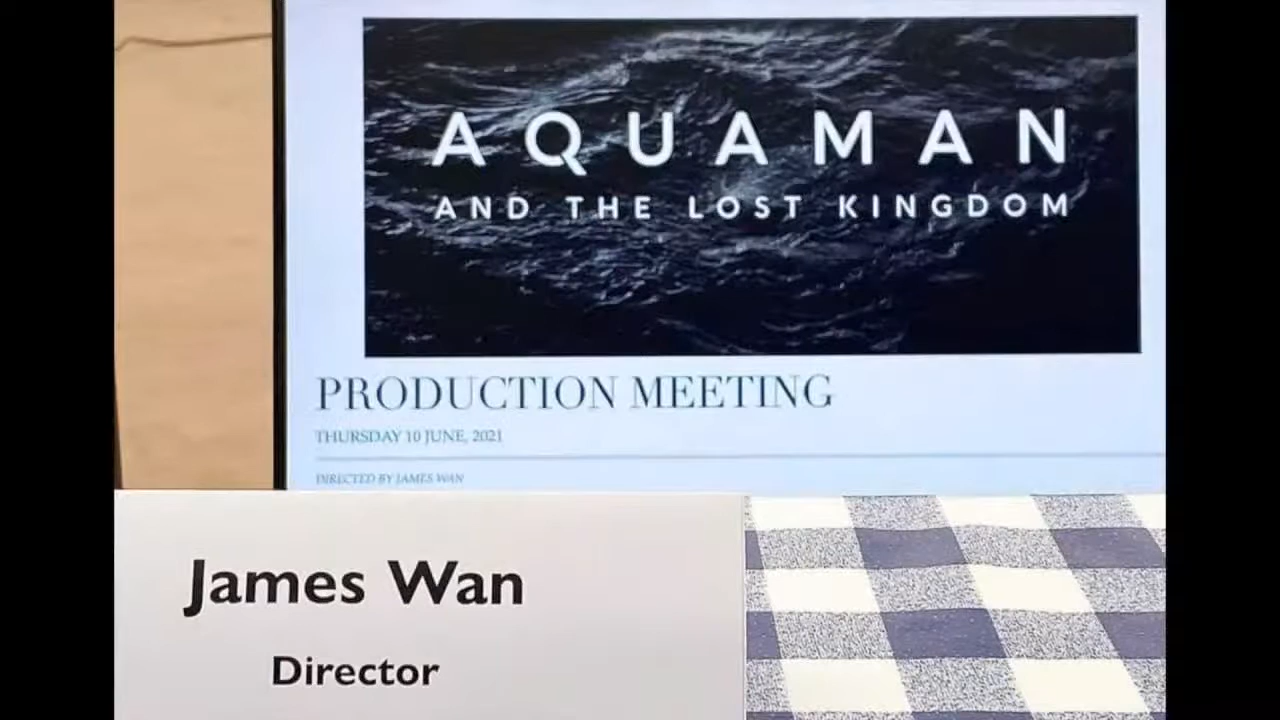 AQUAMAN
AND THE LOST KINGDOM
PRODUCTION MEETING
THURSDAY 10 JUNE, 2021
DIRECTED BY JAMES WAN
James Wan
Director